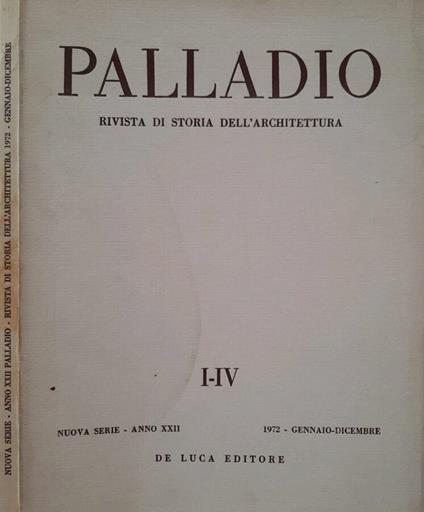 NUOVA SERIE - ANNO XXII PALLADIO - RIVISTA DI STORIA DELL'ARCHITETTURA 1972 - GENNAIO-DICEMBRE
PALLADIO
RIVISTA DI STORIA DELL'ARCHITETTURA
I-IV
NUOVA SERIE - ANNO XXII 1972 - GENNAIO-DICEMBRE
DE LUCA EDITORE